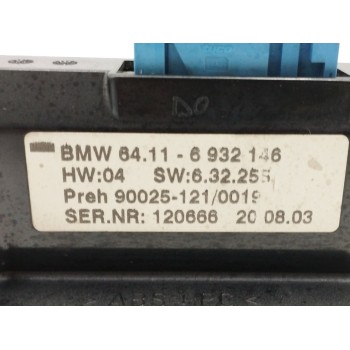 BMW 64.11 - 6 932 146
HW:04 SW:6.32.255
Preh 90025-121/0019
SER.NR: 120666 20.08.03